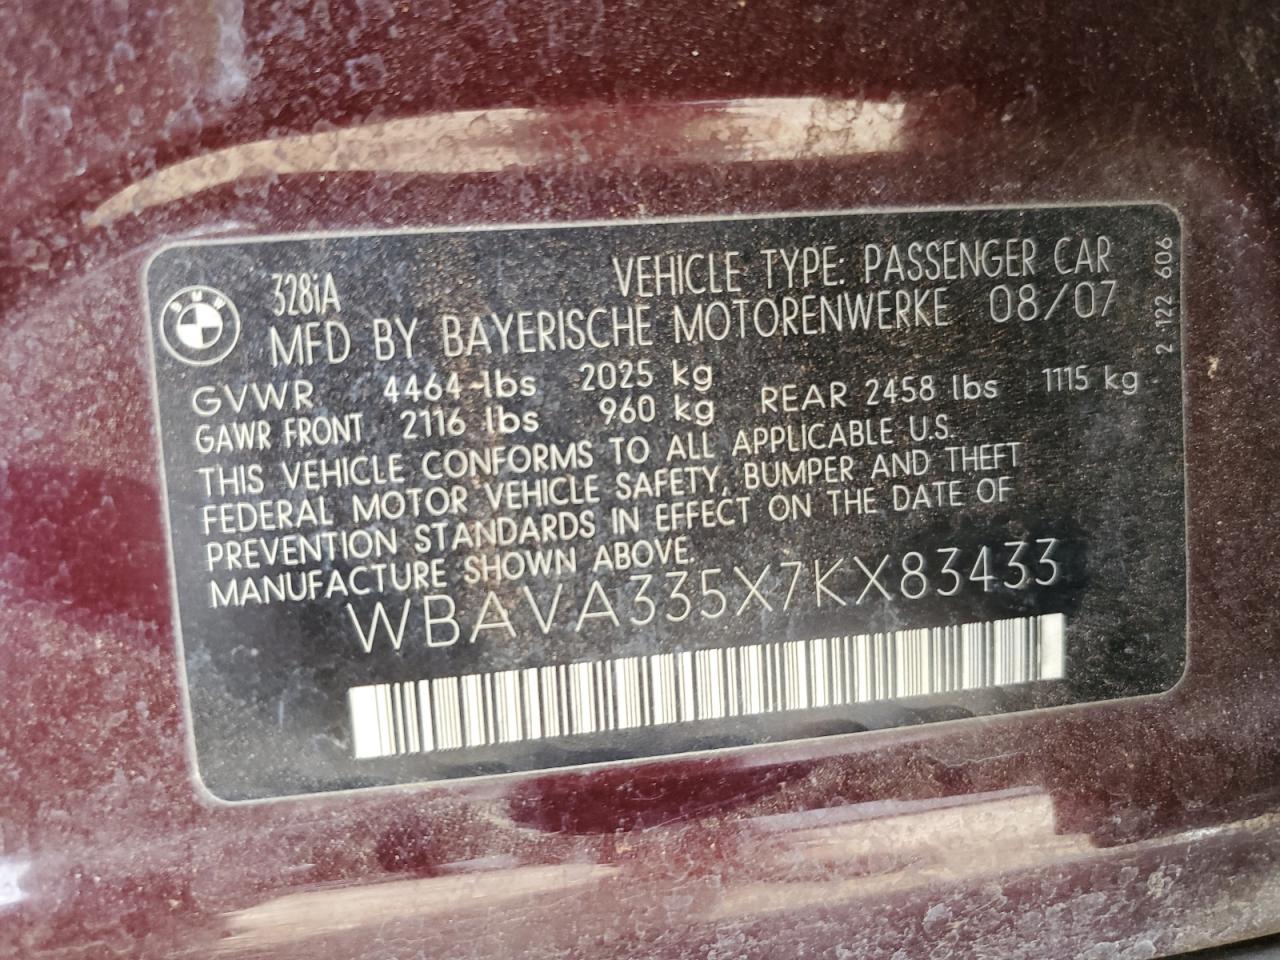 BMW
328iA
VEHICLE TYPE: PASSENGER CAR
MFD BY BAYERISCHE MOTORENWERKE 08/07
GVWR 4464 lbs 2025 kg
GAWR FRONT 2116 lbs 960 kg REAR 2458 lbs 1115 kg
THIS VEHICLE CONFORMS TO ALL APPLICABLE U.S.
FEDERAL MOTOR VEHICLE SAFETY, BUMPER AND THEFT
PREVENTION STANDARDS IN EFFECT ON THE DATE OF
MANUFACTURE SHOWN ABOVE.
WBAVA335X7KX83433
2 122 606